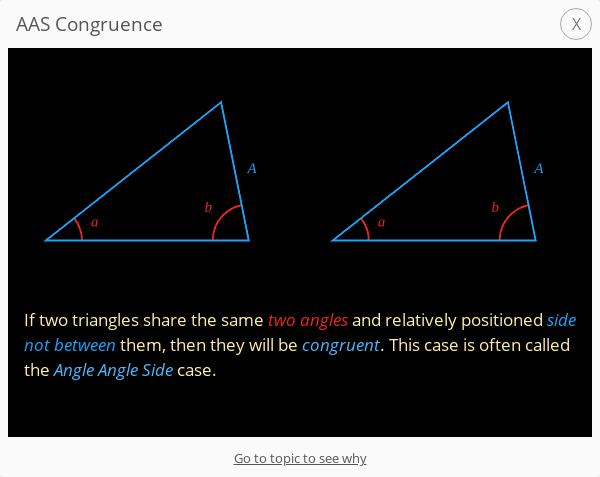 AAS Congruence
X
A
b
a
A
b
a
If two triangles share the same two angles and relatively positioned side
not between them, then they will be congruent. This case is often called
the Angle Angle Side case.
Go to topic to see why